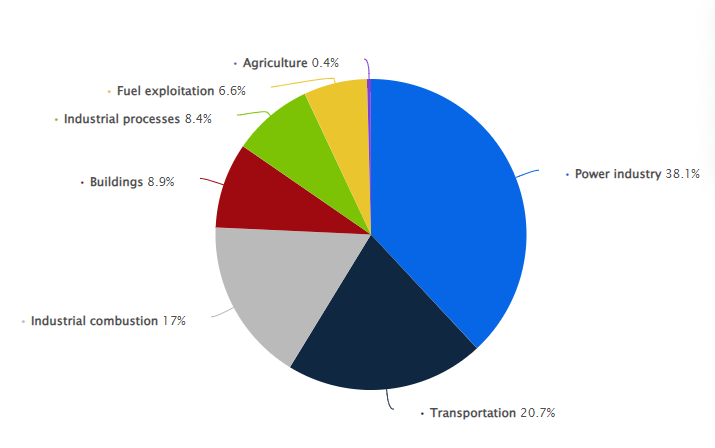 Agriculture 0.4%
Fuel exploitation 6.6%
Industrial processes 8.4%
Power industry 38.1%
Buildings 8.9%
Industrial combustion 17%
Transportation 20.7%